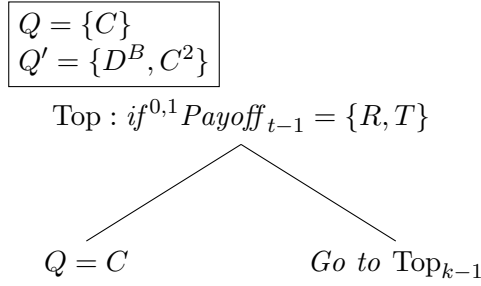 Q = {C}
Q′ = {D^B, C^2}
Top : if^{0,1} Payoff_{t−1} = {R, T}
Q = C
Go to Top_{k−1}